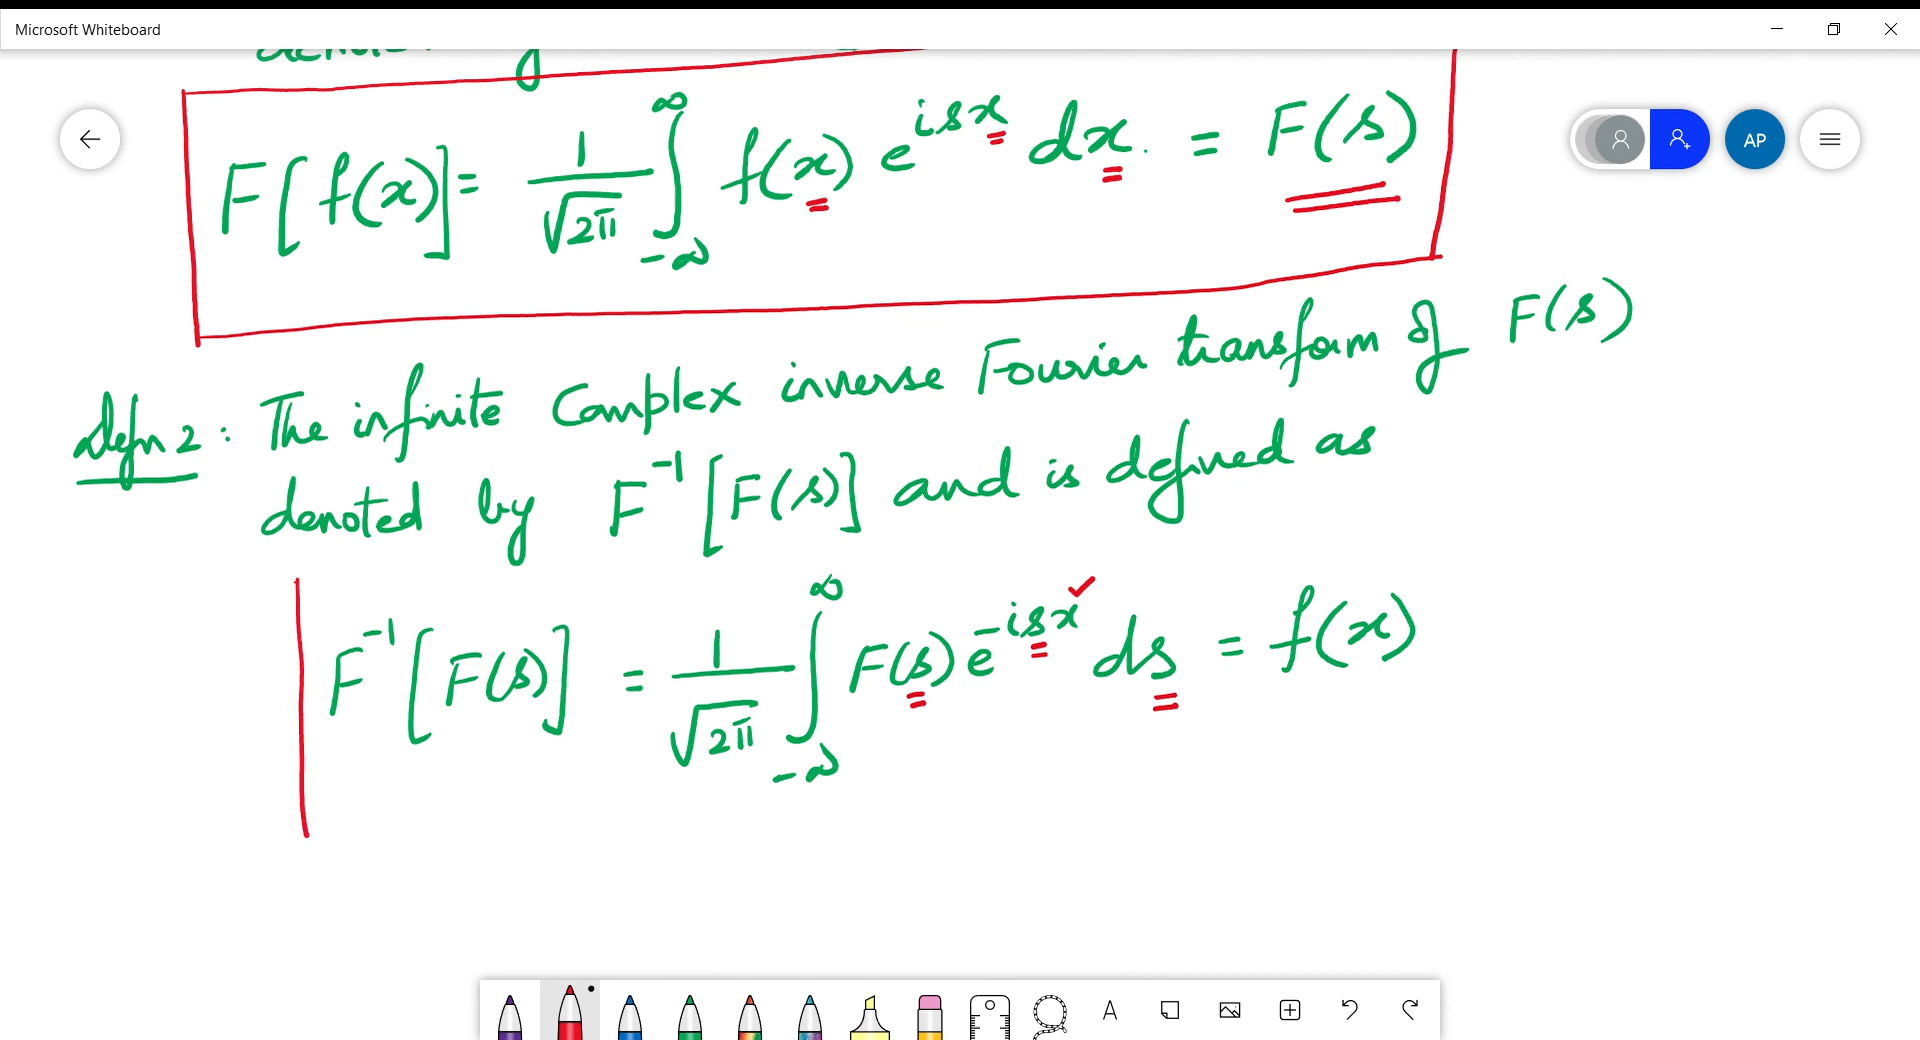 Microsoft Whiteboard
F[f(x)] = 1/√2π ∫_{-∞}^{∞} f(x) e^{isx} dx. = F(s)
AP
Defn 2: The infinite Complex inverse Fourier transform of F(s)
denoted by F^{-1}[F(s)] and is defined as
F^{-1}[F(s)] = 1/√2π ∫_{-∞}^{∞} F(s) e^{-isx} ds = f(x)
A